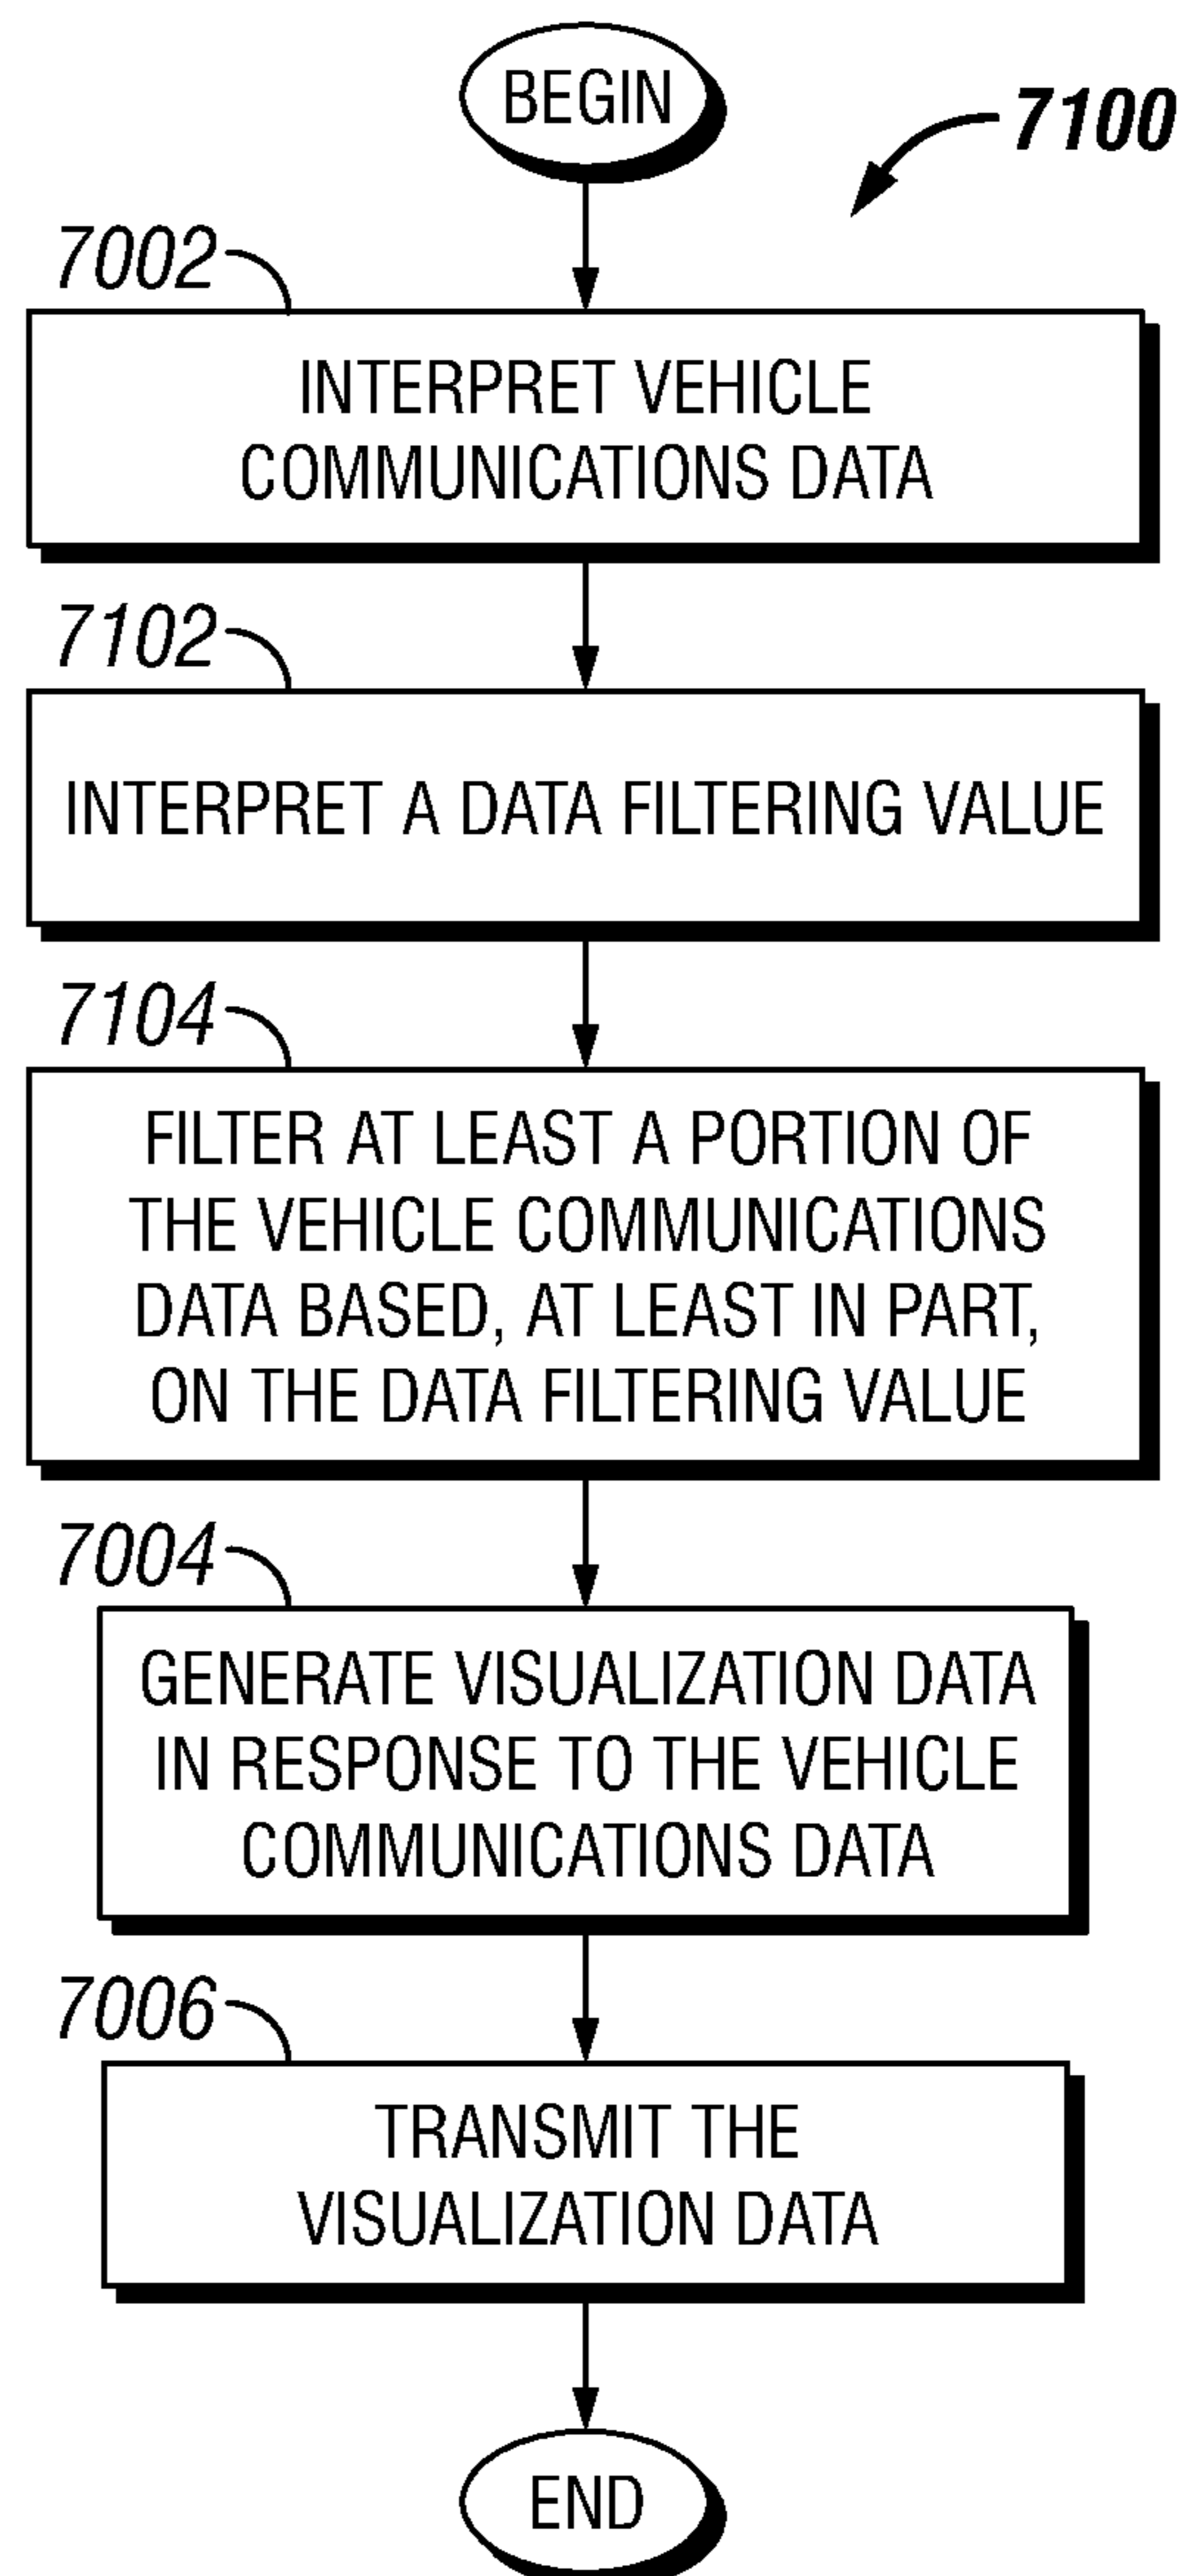 BEGIN
7100
7002
INTERPRET VEHICLE
COMMUNICATIONS DATA
7102
INTERPRET A DATA FILTERING VALUE
7104
FILTER AT LEAST A PORTION OF
THE VEHICLE COMMUNICATIONS
DATA BASED, AT LEAST IN PART,
ON THE DATA FILTERING VALUE
7004
GENERATE VISUALIZATION DATA
IN RESPONSE TO THE VEHICLE
COMMUNICATIONS DATA
7006
TRANSMIT THE
VISUALIZATION DATA
END